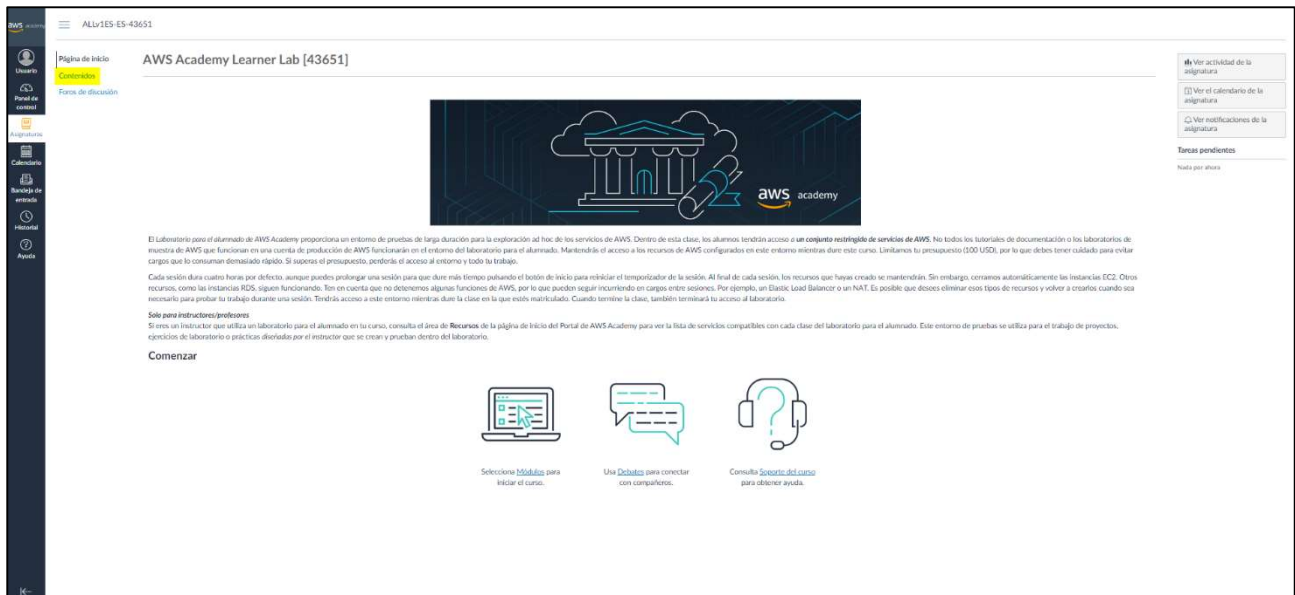 aws academy
ALLv1ES-ES-43651
Usuario
Panel de
control
Asignaturas
Calendario
Bandeja de
entrada
Historial
Ayuda
Página de inicio
Contenidos
Foros de discusión
AWS Academy Learner Lab [43651]
aws academy
El Laboratorio para el alumnado de AWS Academy proporciona un entorno de pruebas de larga duración para la exploración ad hoc de los servicios de AWS. Dentro de esta clase, los alumnos tendrán acceso a un conjunto restringido de servicios de AWS. No todos los tutoriales de documentación o los laboratorios de
muestra de AWS que funcionan en una cuenta de producción de AWS funcionarán en el entorno del laboratorio para el alumnado. Mantendrás el acceso a los recursos de AWS configurados en este entorno mientras dure este curso. Limitamos tu presupuesto (100 USD), por lo que debes tener cuidado para evitar
cargos que lo consuman demasiado rápido. Si superas el presupuesto, perderás el acceso al entorno y todo tu trabajo.
Cada sesión dura cuatro horas por defecto, aunque puedes prolongar una sesión para que dure más tiempo pulsando el botón de inicio para reiniciar el temporizador de la sesión. Al final de cada sesión, los recursos que hayas creado se mantendrán. Sin embargo, cerramos automáticamente las instancias EC2. Otros
recursos, como las instancias RDS, siguen funcionando. Ten en cuenta que no detenemos algunas funciones de AWS, por lo que pueden seguir incurriendo en cargos entre sesiones. Por ejemplo, un Elastic Load Balancer o un NAT. Es posible que desees eliminar esos tipos de recursos y volver a crearlos cuando sea
necesario para probar tu trabajo durante una sesión. Tendrás acceso a este entorno mientras dure la clase en la que estés matriculado. Cuando termine la clase, también terminará tu acceso al laboratorio.
Solo para instructores/profesores
Si eres un instructor que utiliza un laboratorio para el alumnado en tu curso, consulta el área de Recursos de la página de inicio del Portal de AWS Academy para ver la lista de servicios compatibles con cada clase del laboratorio para el alumnado. Este entorno de pruebas se utiliza para el trabajo de proyectos,
ejercicios de laboratorio o prácticas diseñadas por el instructor que se crean y prueban dentro del laboratorio.
Comenzar
Selecciona Módulos para
iniciar el curso.
Usa Debates para conectar
con compañeros.
Consulta Soporte del curso
para obtener ayuda.
Ver actividad de la
asignatura
Ver el calendario de la
asignatura
Ver notificaciones de la
asignatura
Tareas pendientes
Nada por ahora